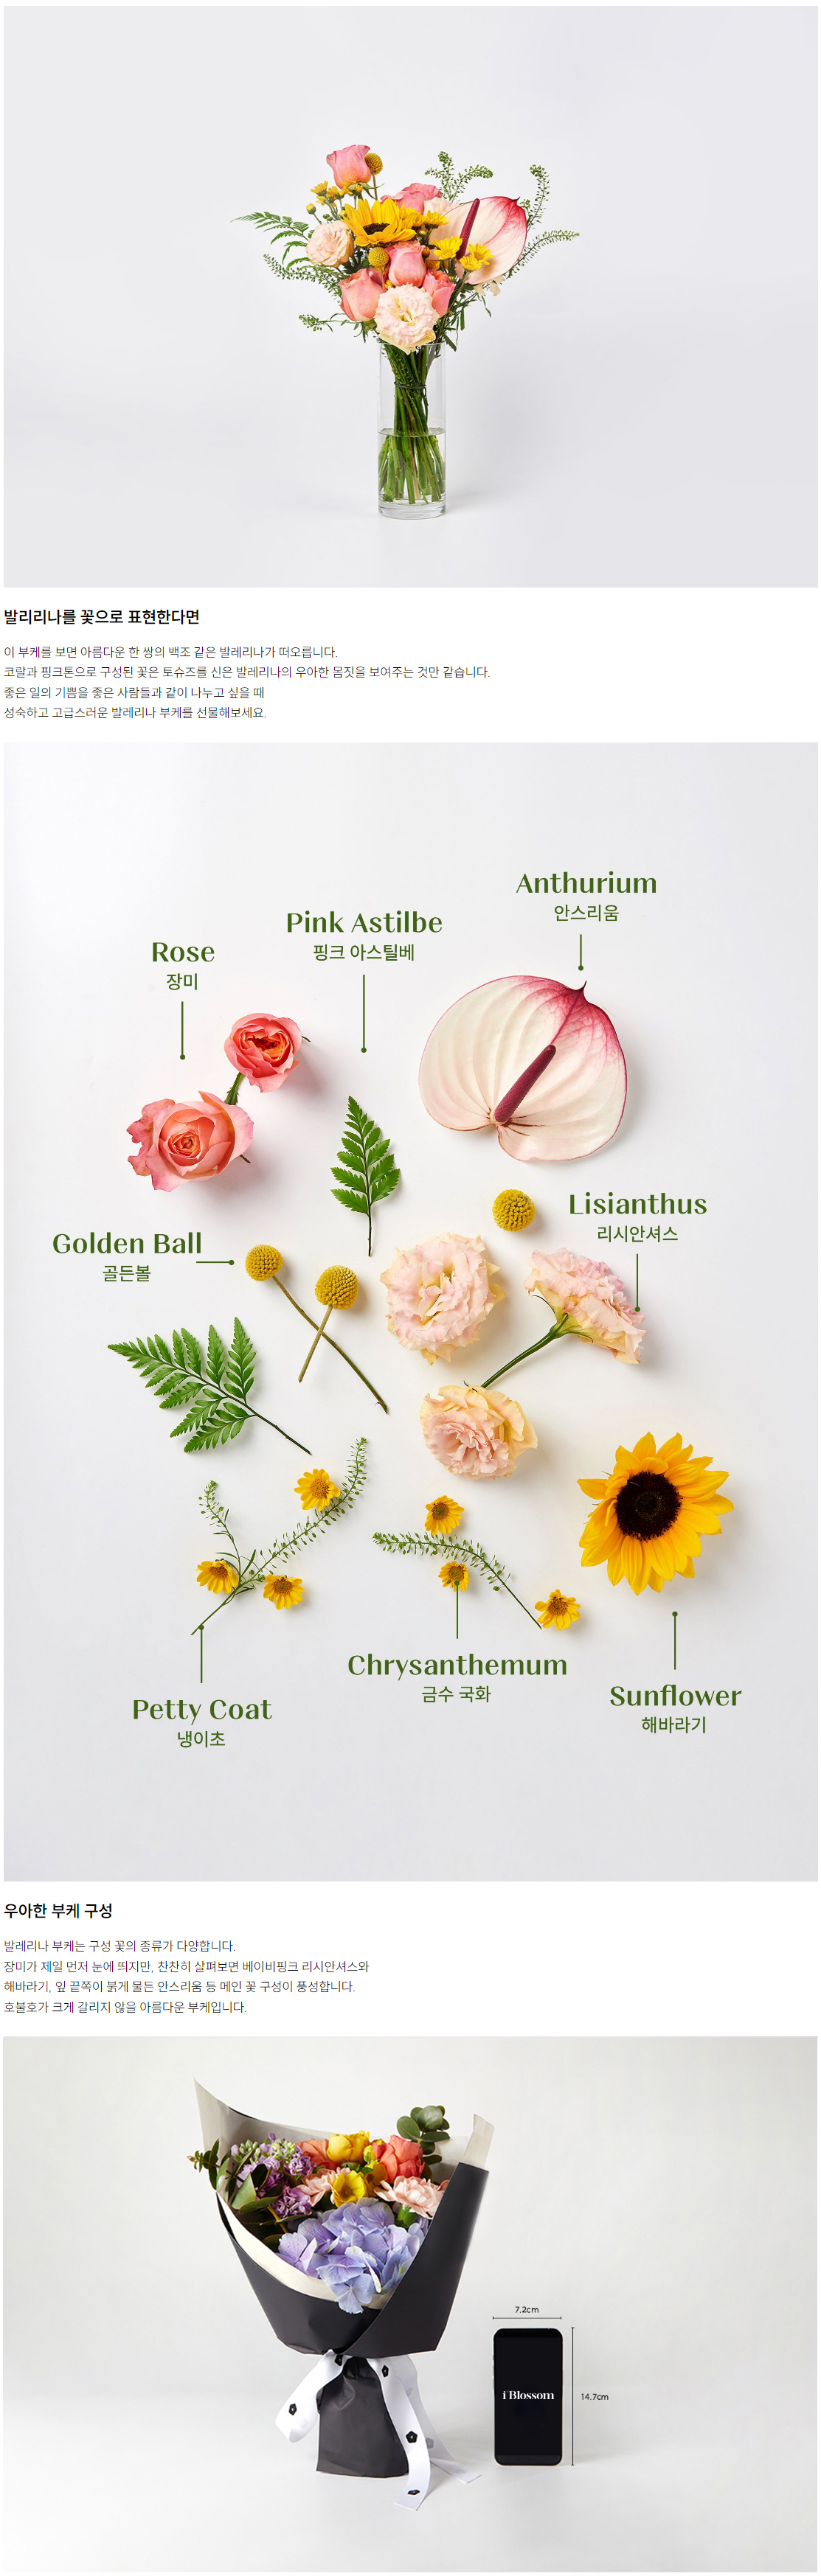 발리리나를 꽃으로 표현한다면
이 부케를 보면 아름다운 한 쌍의 백조 같은 발레리나가 떠오릅니다.
코랄과 핑크톤으로 구성된 꽃은 토슈즈를 신은 발레리나의 우아한 몸짓을 보여주는 것만 같습니다.
좋은 일의 기쁨을 좋은 사람들과 같이 나누고 싶을 때
성숙하고 고급스러운 발레리나 부케를 선물해보세요.
Anthurium
안스리움
Pink Astilbe
핑크 아스틸베
Rose
장미
Lisianthus
리시안셔스
Golden Ball
골든볼
Chrysanthemum
금수 국화
Sunflower
해바라기
Petty Coat
냉이초
우아한 부케 구성
발레리나 부케는 구성 꽃의 종류가 다양합니다.
장미가 제일 먼저 눈에 띄지만, 찬찬히 살펴보면 베이비핑크 리시안셔스와
해바라기, 잎 끝쪽이 붉게 물든 안스리움 등 메인 꽃 구성이 풍성합니다.
호불호가 크게 갈리지 않을 아름다운 부케입니다.
7.2cm
i Blossom
14.7cm